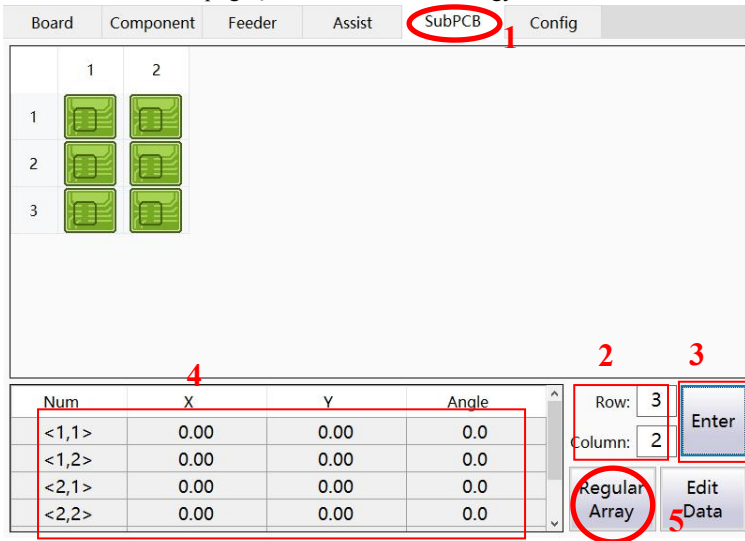 Board Component Feeder Assist SubPCB Config
1
1 2
1
2
3
2 3
4
Num X Y Angle
<1,1> 0.00 0.00 0.0
<1,2> 0.00 0.00 0.0
<2,1> 0.00 0.00 0.0
<2,2> 0.00 0.00 0.0
Row: 3
Column: 2
Enter
Regular Array
Edit Data
5